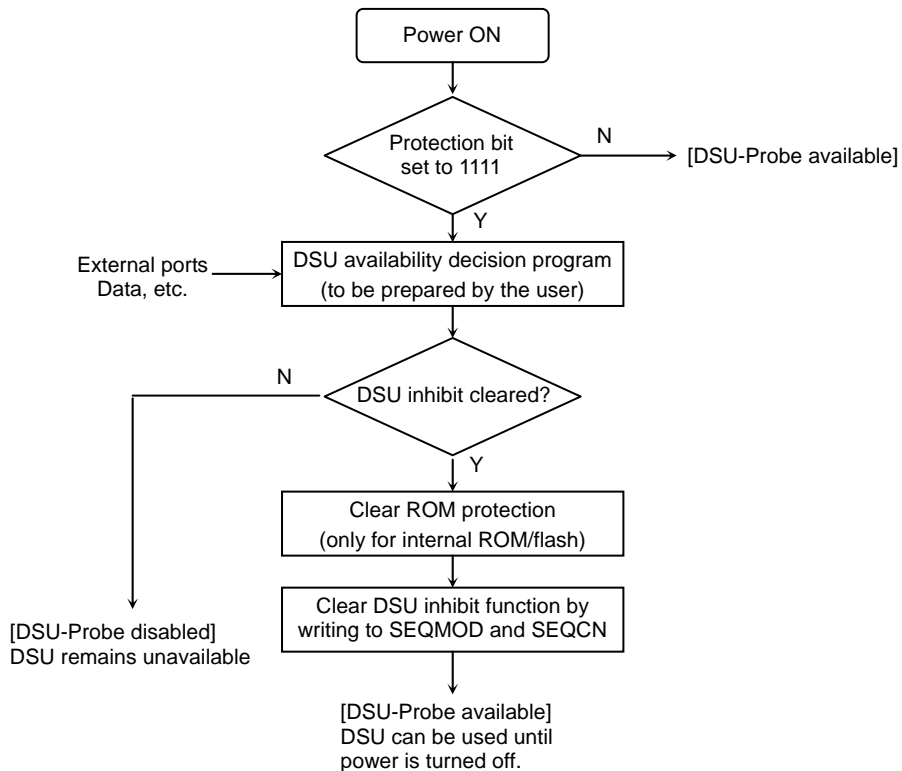 Power ON
Protection bit
set to 1111
N
[DSU-Probe available]
Y
External ports
Data, etc.
DSU availability decision program
(to be prepared by the user)
N
DSU inhibit cleared?
Y
Clear ROM protection
(only for internal ROM/flash)
Clear DSU inhibit function by
writing to SEQMOD and SEQCN
[DSU-Probe disabled]
DSU remains unavailable
[DSU-Probe available]
DSU can be used until
power is turned off.